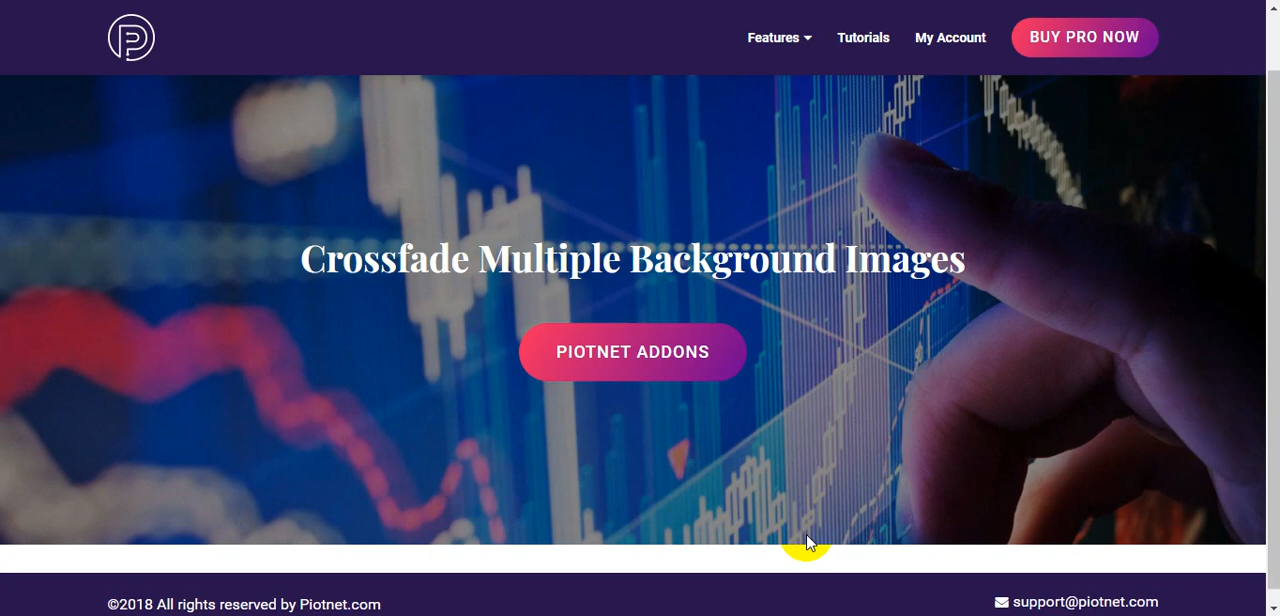 Features
Tutorials
My Account
BUY PRO NOW
Crossfade Multiple Background Images
PIOTNET ADDONS
©2018 All rights reserved by Piotnet.com
support@piotnet.com